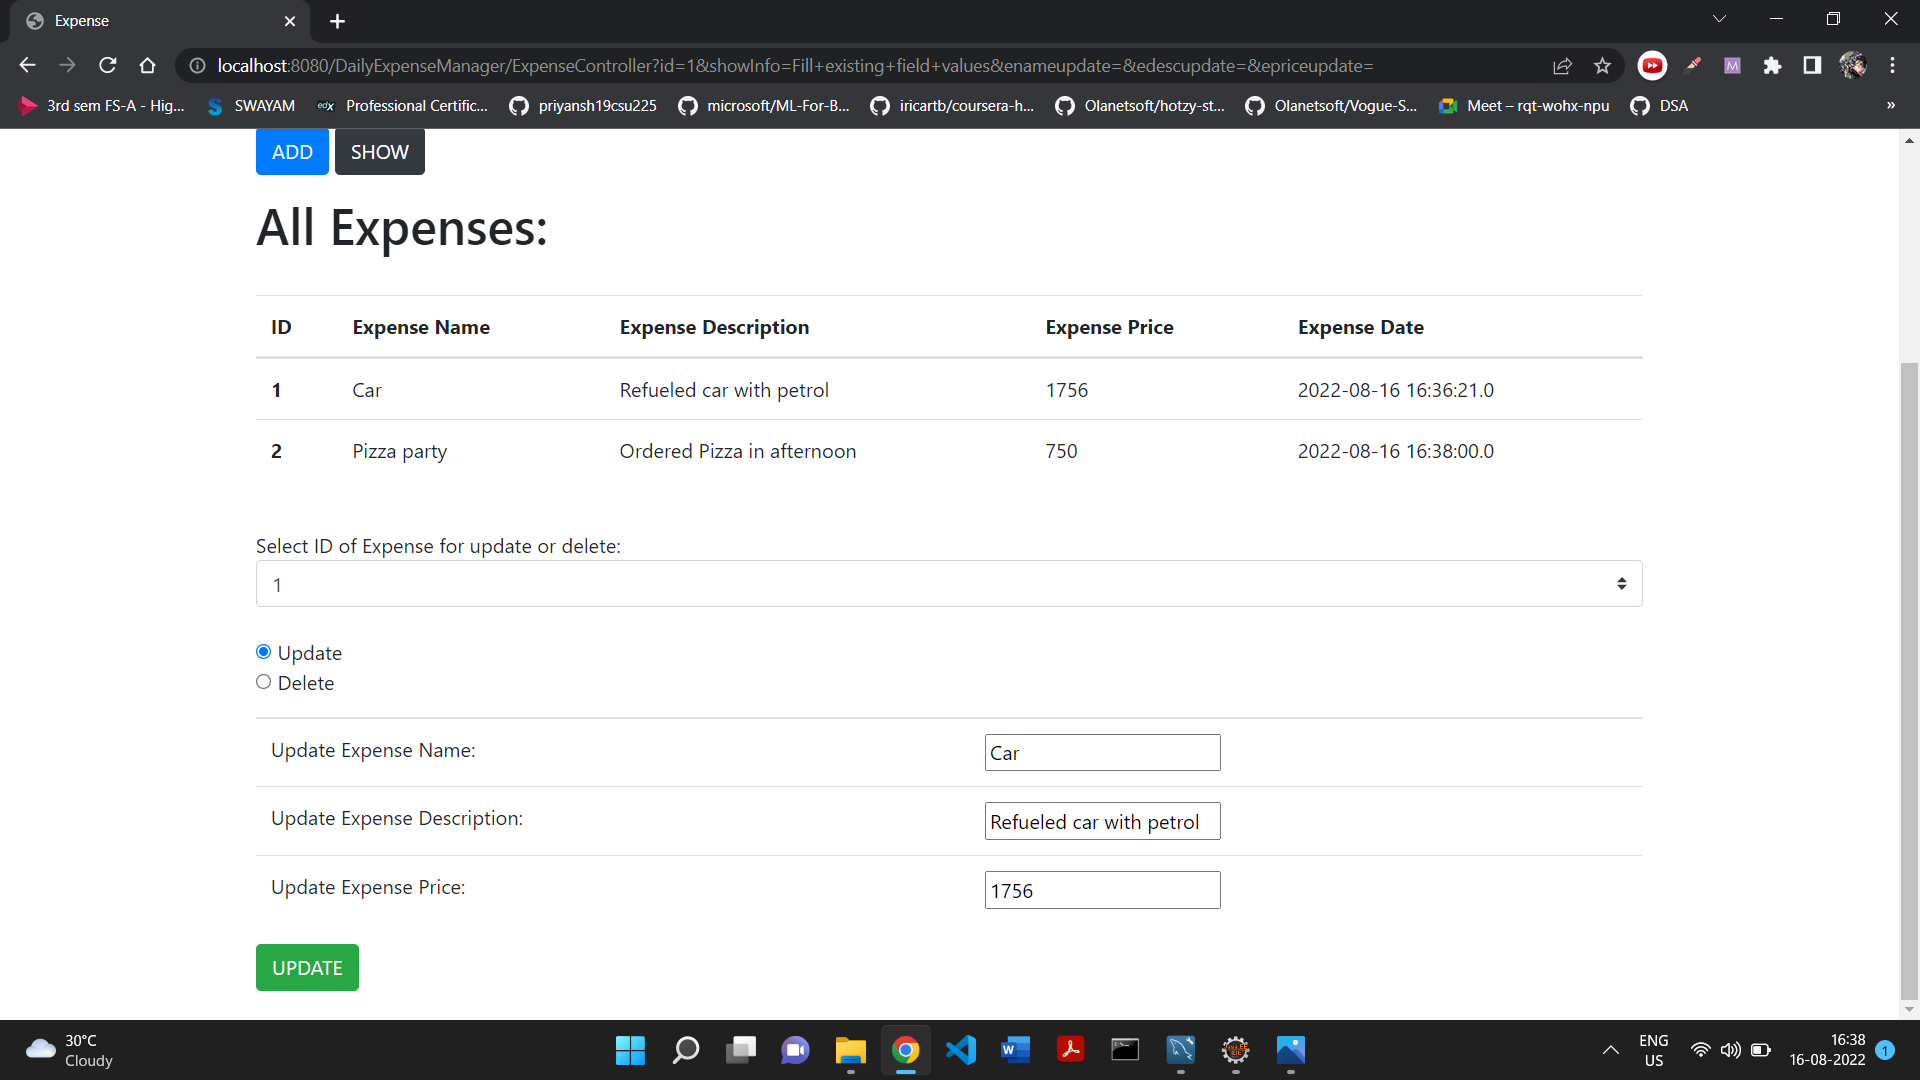 Expense
localhost:8080/DailyExpenseManager/ExpenseController?id=1&showInfo=Fill+existing+field+values&enameupdate=&edescupdate=&epriceupdate=
3rd sem FS-A - Hig... SWAYAM edx Professional Certific... priyansh19csu225 microsoft/ML-For-B... iricartb/coursera-h... Olanetsoft/hotzy-st... Olanetsoft/Vogue-S... Meet – rqt-wohx-npu DSA »
ADD SHOW
All Expenses:
ID Expense Name Expense Description Expense Price Expense Date
1 Car Refueled car with petrol 1756 2022-08-16 16:36:21.0
2 Pizza party Ordered Pizza in afternoon 750 2022-08-16 16:38:00.0
Select ID of Expense for update or delete:
1
Update
Delete
Update Expense Name: Car
Update Expense Description: Refueled car with petrol
Update Expense Price: 1756
UPDATE
30°C
Cloudy
ENG
US
16:38
16-08-2022
1